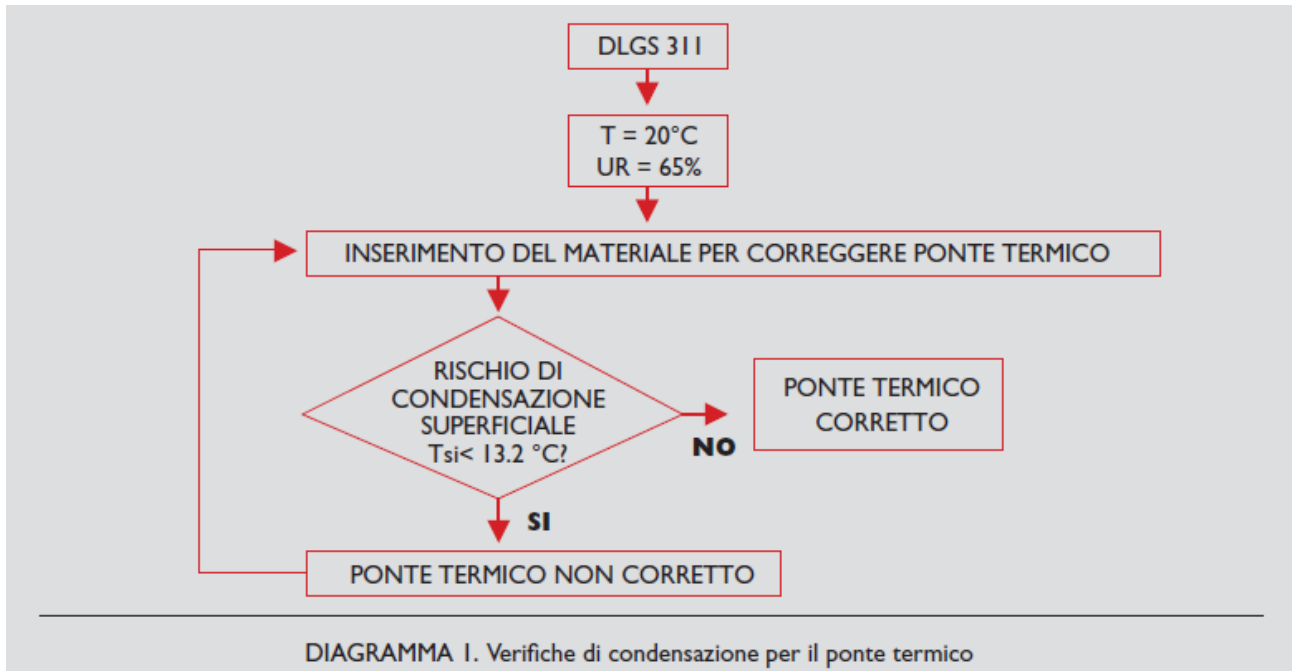 DLGS 311
T = 20°C
UR = 65%
INSERIMENTO DEL MATERIALE PER CORREGGERE PONTE TERMICO
RISCHIO DI
CONDENSAZIONE
SUPERFICIALE
Tsi< 13.2 °C?
NO
PONTE TERMICO
CORRETTO
SI
PONTE TERMICO NON CORRETTO
DIAGRAMMA 1. Verifiche di condensazione per il ponte termico